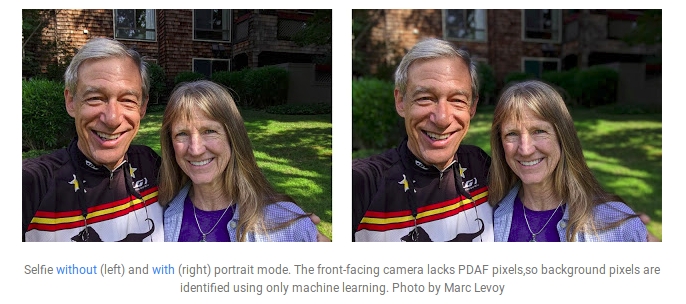 Selfie without (left) and with (right) portrait mode. The front-facing camera lacks PDAF pixels,so background pixels are
identified using only machine learning. Photo by Marc Levoy